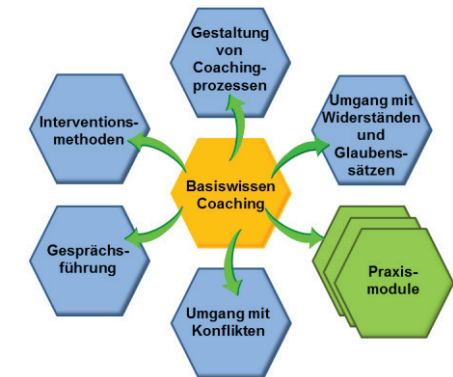 Gestaltung
von
Coaching-
prozessen
Umgang mit
Widerständen
und
Glaubens-
sätzen
Interventions-
methoden
Basiswissen
Coaching
Gesprächs-
führung
Praxis-
module
Umgang mit
Konflikten